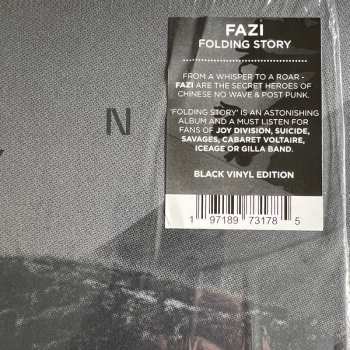 FAZI
FOLDING STORY
FROM A WHISPER TO A ROAR -
FAZI ARE THE SECRET HEROES OF
CHINESE NO WAVE & POST PUNK.
'FOLDING STORY' IS AN ASTONISHING
ALBUM AND A MUST LISTEN FOR
FANS OF JOY DIVISION, SUICIDE,
SAVAGES, CABARET VOLTAIRE,
ICEAGE OR GILLA BAND.
BLACK VINYL EDITION
1 97189 73178 5
N